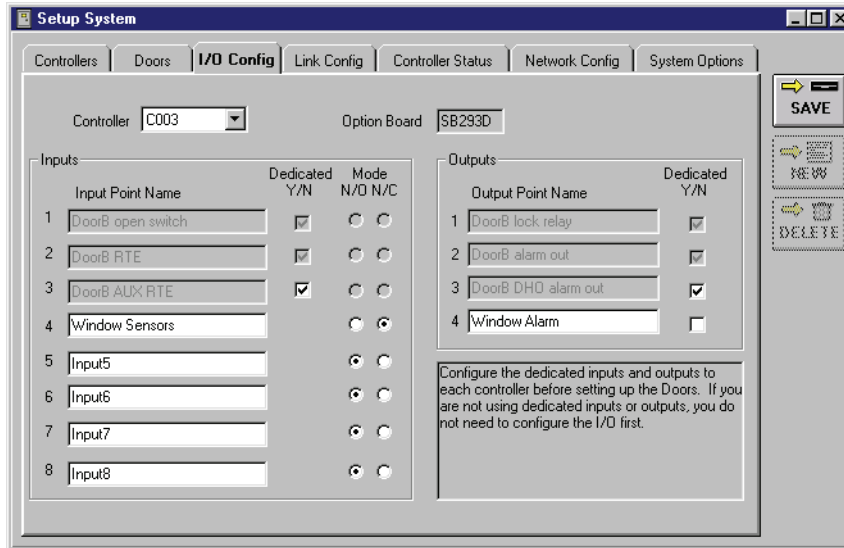 Setup System
Controllers
Doors
I/O Config
Link Config
Controller Status
Network Config
System Options
Controller C003
Option Board SB293D
SAVE
NEW
DELETE
Inputs
Input Point Name
Dedicated Y/N
Mode N/O N/C
1 DoorB open switch
2 DoorB RTE
3 DoorB AUX RTE
4 Window Sensors
5 Input5
6 Input6
7 Input7
8 Input8
Outputs
Output Point Name
Dedicated Y/N
1 DoorB lock relay
2 DoorB alarm out
3 DoorB DHO alarm out
4 Window Alarm
Configure the dedicated inputs and outputs to
each controller before setting up the Doors. If you
are not using dedicated inputs or outputs, you do
not need to configure the I/O first.